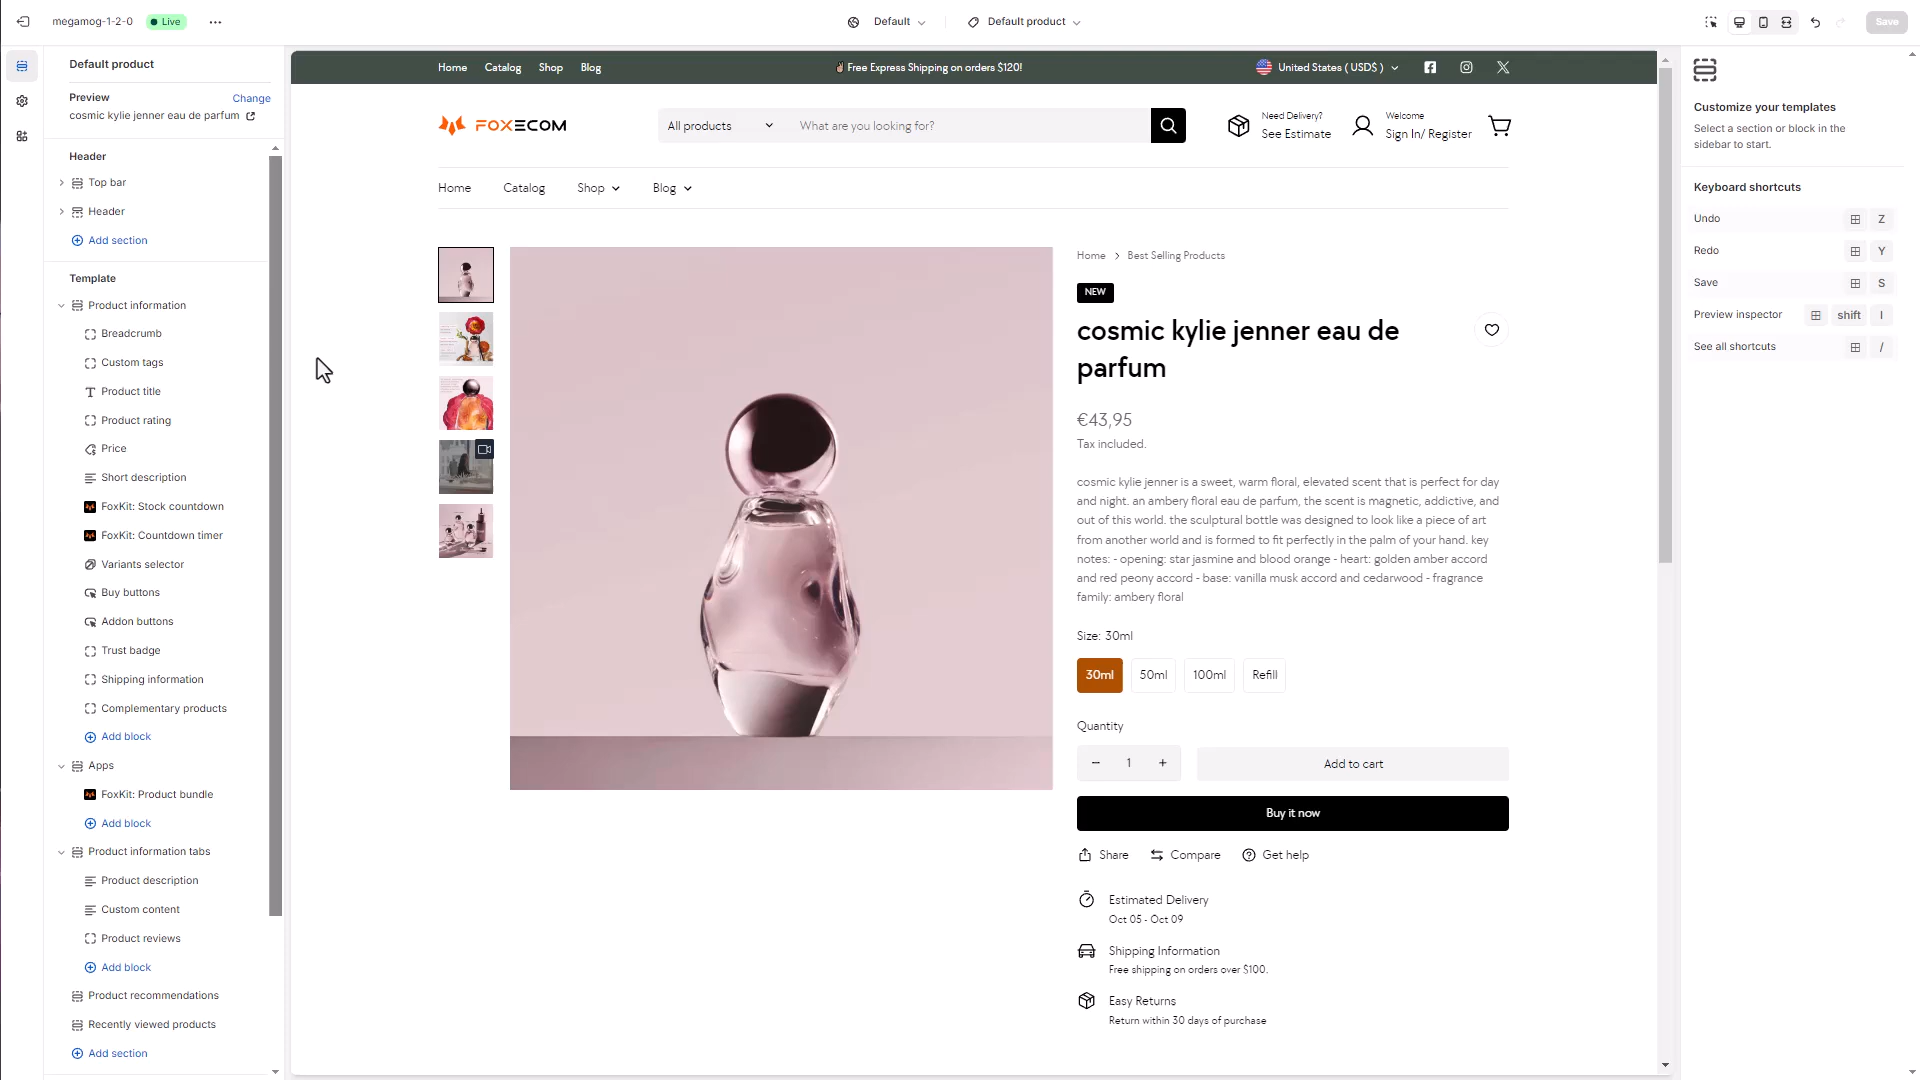 megamog-1-2-0
Live
Default
Default product
Save
Default product
Preview
Change
cosmic kylie jenner eau de parfum
Header
Top bar
Header
Add section
Template
Product information
Breadcrumb
Custom tags
Product title
Product rating
Price
Short description
FoxKit: Stock countdown
FoxKit: Countdown timer
Variants selector
Buy buttons
Addon buttons
Trust badge
Shipping information
Complementary products
Add block
Apps
FoxKit: Product bundle
Add block
Product information tabs
Product description
Custom content
Product reviews
Add block
Product recommendations
Recently viewed products
Add section
Home
Catalog
Shop
Blog
Free Express Shipping on orders $120!
United States ( USD$ )
FOXECOM
All products
What are you looking for?
Need Delivery?
See Estimate
Welcome
Sign In/ Register
Home
Catalog
Shop
Blog
Home
Best Selling Products
NEW
cosmic kylie jenner eau de
parfum
€43,95
Tax included.
cosmic kylie jenner is a sweet, warm floral, elevated scent that is perfect for day
and night. an ambery floral eau de parfum, the scent is magnetic, addictive, and
out of this world. the sculptural bottle was designed to look like a piece of art
from another world and is formed to fit perfectly in the palm of your hand. key
notes: - opening: star jasmine and blood orange - heart: golden amber accord
and red peony accord - base: vanilla musk accord and cedarwood - fragrance
family: ambery floral
Size: 30ml
30ml
50ml
100ml
Refill
Quantity
1
Add to cart
Buy it now
Share
Compare
Get help
Estimated Delivery
Oct 05 - Oct 09
Shipping Information
Free shipping on orders over $100.
Easy Returns
Return within 30 days of purchase
Customize your templates
Select a section or block in the
sidebar to start.
Keyboard shortcuts
Undo
Z
Redo
Y
Save
S
Preview inspector
shift
I
See all shortcuts
/